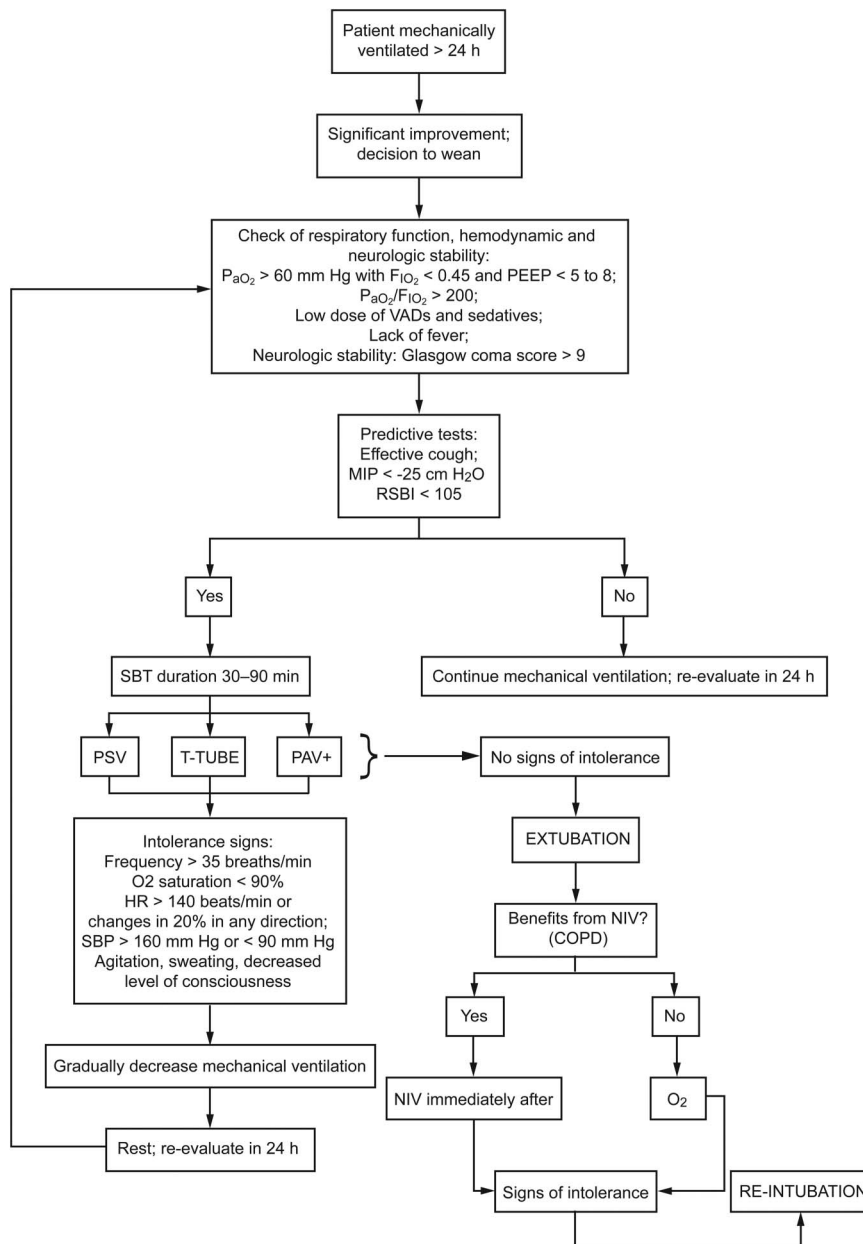 Patient mechanically
ventilated > 24 h
Significant improvement;
decision to wean
Check of respiratory function, hemodynamic and
neurologic stability:
PaO2 > 60 mm Hg with FIO2 < 0.45 and PEEP < 5 to 8;
PaO2/FIO2 > 200;
Low dose of VADs and sedatives;
Lack of fever;
Neurologic stability: Glasgow coma score > 9
Predictive tests:
Effective cough;
MIP < -25 cm H2O
RSBI < 105
Yes
No
SBT duration 30–90 min
Continue mechanical ventilation; re-evaluate in 24 h
PSV
T-TUBE
PAV+
}
No signs of intolerance
Intolerance signs:
Frequency > 35 breaths/min
O2 saturation < 90%
HR > 140 beats/min or
changes in 20% in any direction;
SBP > 160 mm Hg or < 90 mm Hg
Agitation, sweating, decreased
level of consciousness
EXTUBATION
Benefits from NIV?
(COPD)
Yes
No
Gradually decrease mechanical ventilation
NIV immediately after
O2
Rest; re-evaluate in 24 h
Signs of intolerance
RE-INTUBATION